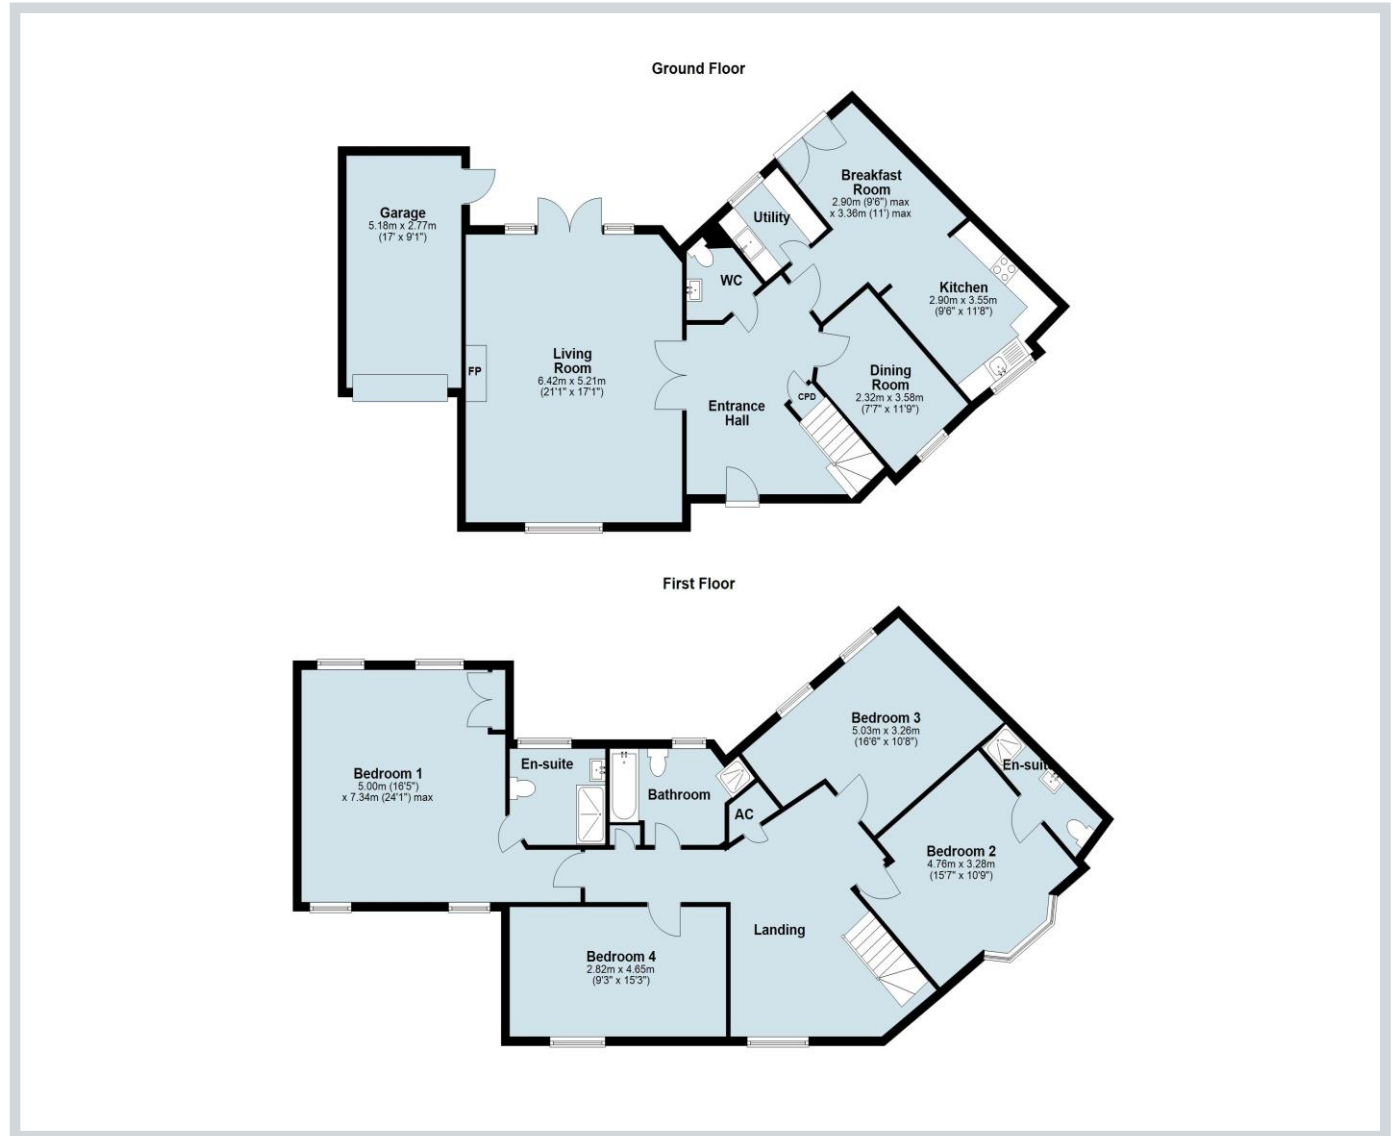 Ground Floor
Garage
5.18m x 2.77m
(17' x 9'1")
Living
Room
6.42m x 5.21m
(21'1" x 17'1")
FP
WC
Utility
Breakfast
Room
2.90m (9'6") max
x 3.36m (11') max
Kitchen
2.90m x 3.55m
(9'6" x 11'8")
Dining
Room
2.32m x 3.58m
(7'7" x 11'9")
CPD
Entrance
Hall
First Floor
Bedroom 1
5.00m (16'5")
x 7.34m (24'1") max
En-suite
Bathroom
AC
Bedroom 3
5.03m x 3.26m
(16'6" x 10'8")
En-suite
Bedroom 2
4.76m x 3.28m
(15'7" x 10'9")
Landing
Bedroom 4
2.82m x 4.65m
(9'3" x 15'3")